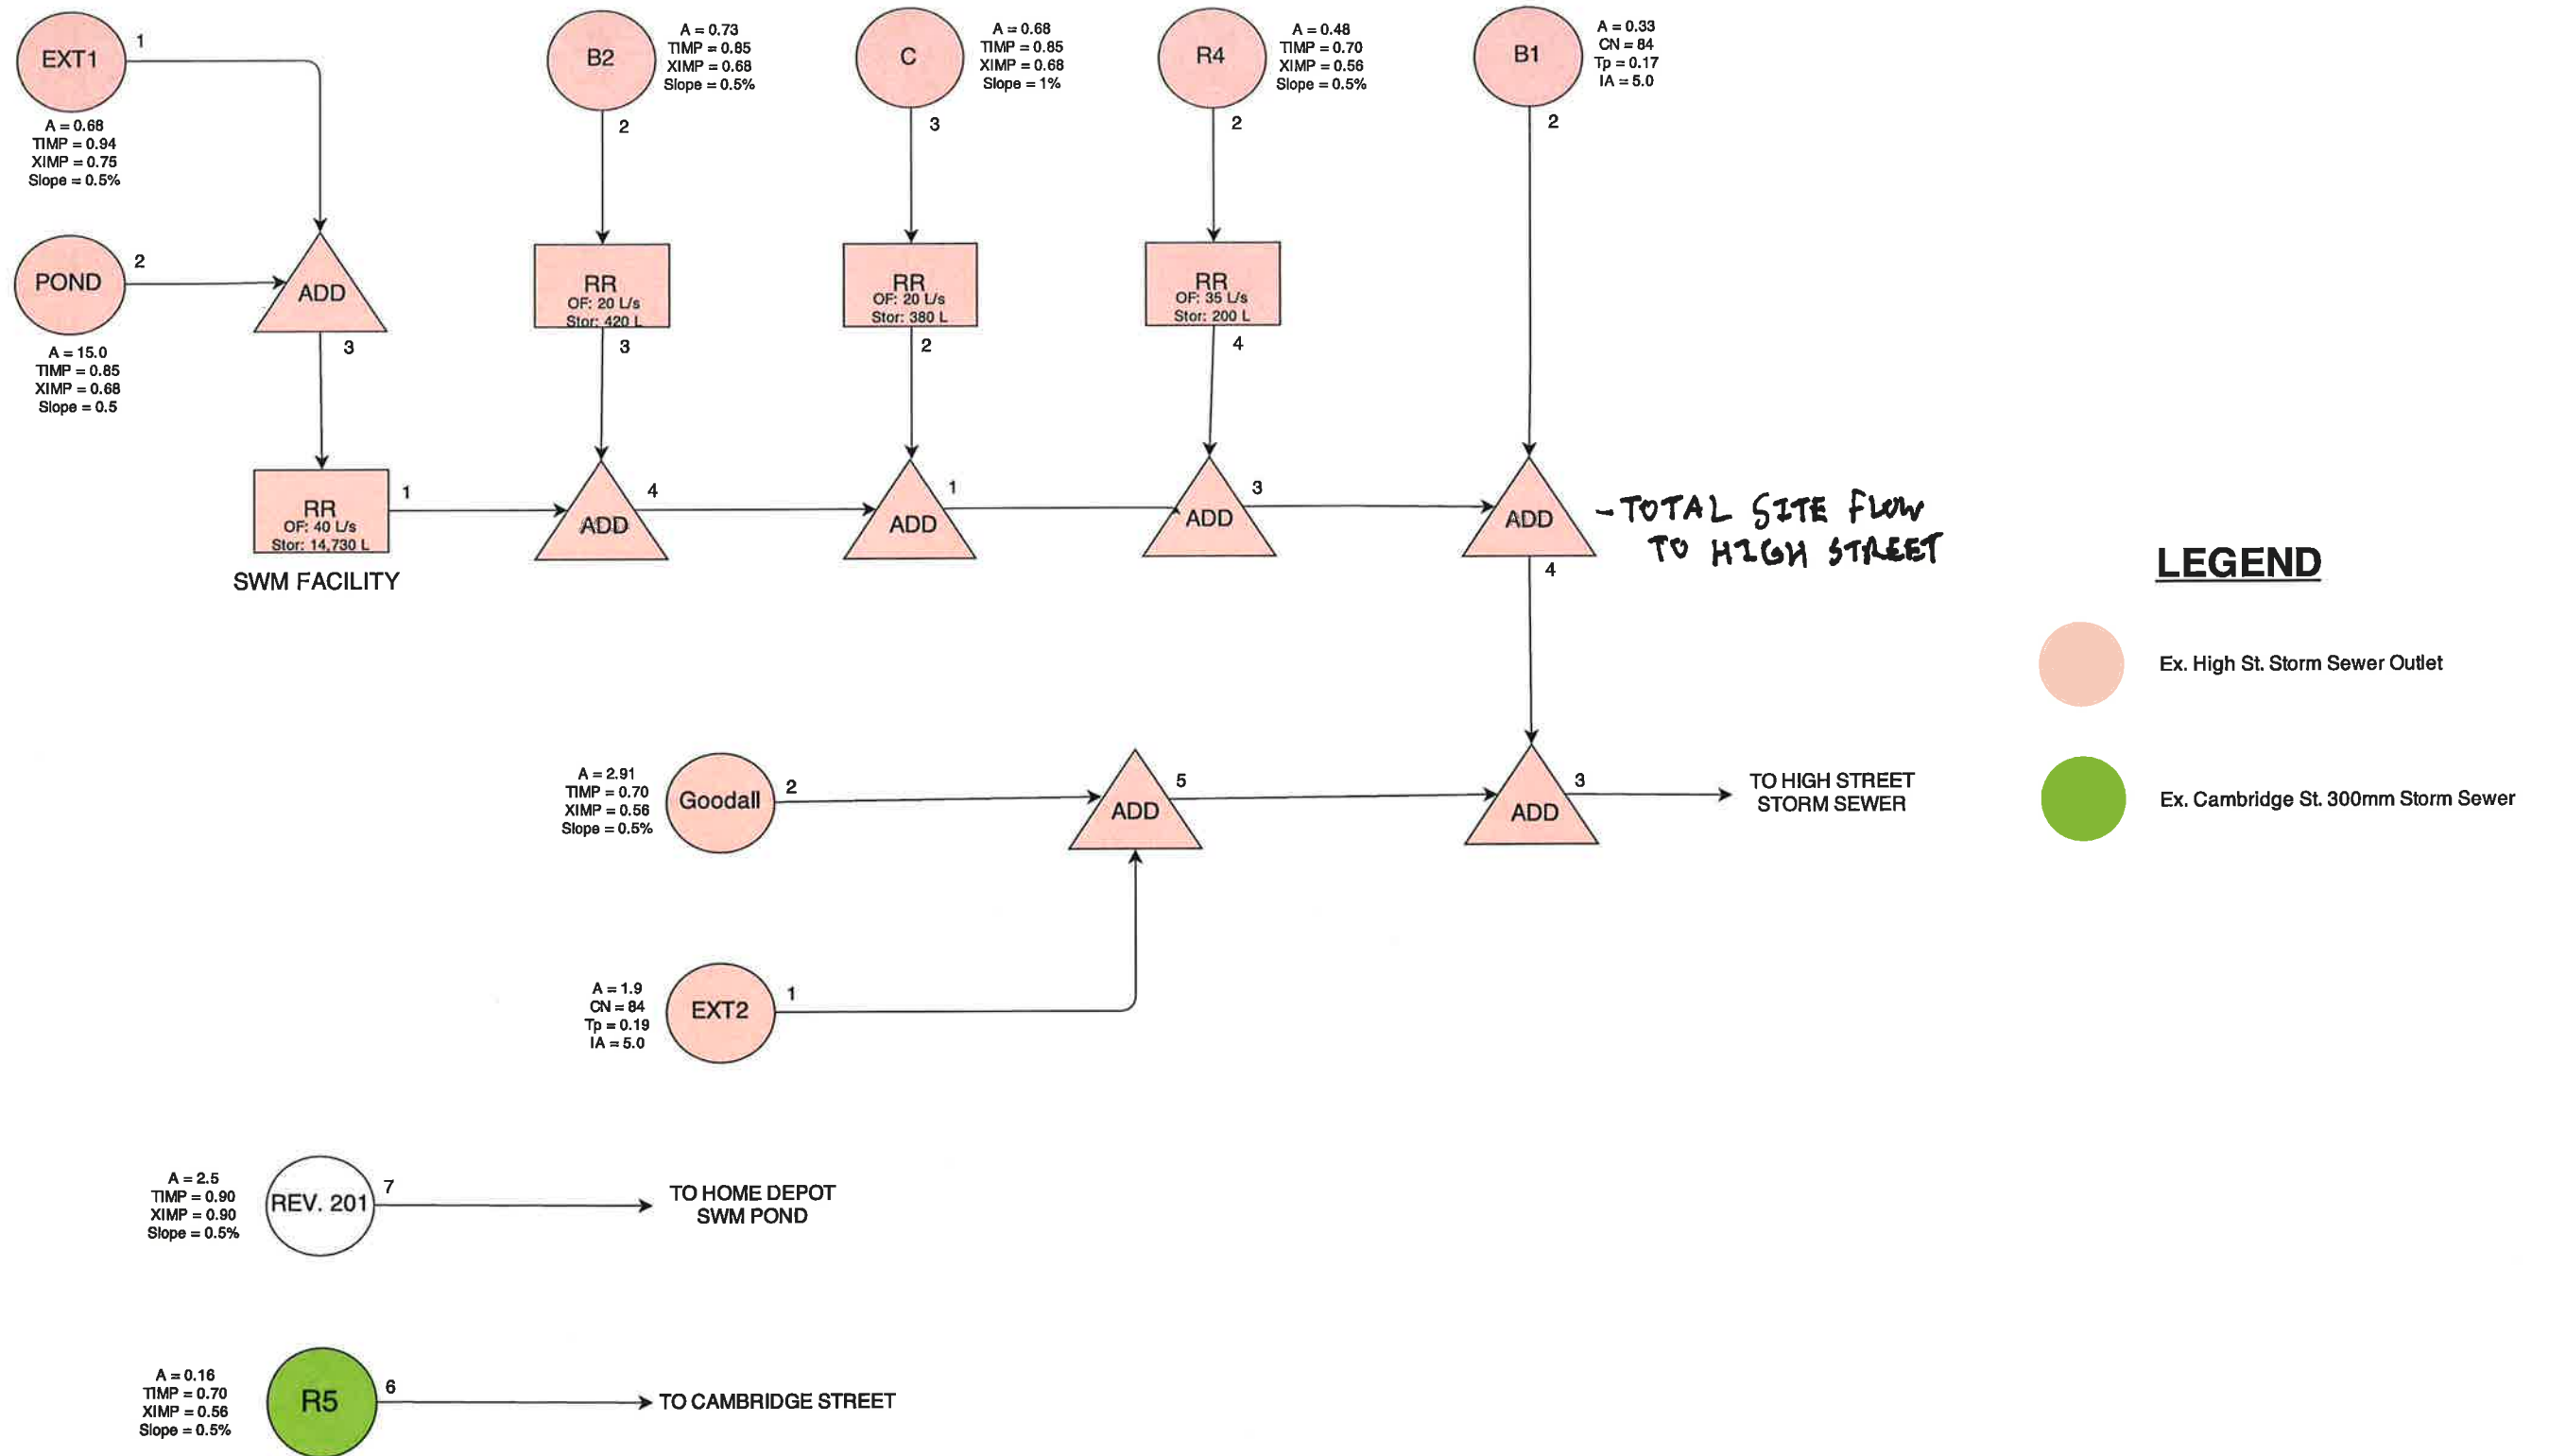 EXT1
1
A = 0.68
TIMP = 0.94
XIMP = 0.75
Slope = 0.5%
B2
A = 0.73
TIMP = 0.85
XIMP = 0.68
Slope = 0.5%
2
C
A = 0.68
TIMP = 0.85
XIMP = 0.68
Slope = 1%
3
R4
A = 0.48
TIMP = 0.70
XIMP = 0.56
Slope = 0.5%
2
B1
A = 0.33
CN = 84
Tp = 0.17
IA = 5.0
2
POND
2
A = 15.0
TIMP = 0.85
XIMP = 0.68
Slope = 0.5
ADD
3
RR
OF: 20 L/s
Stor: 420 L
3
RR
OF: 20 L/s
Stor: 380 L
2
RR
OF: 35 L/s
Stor: 200 L
4
RR
OF: 40 L/s
Stor: 14,730 L
SWM FACILITY
1
ADD
4
ADD
1
ADD
3
ADD
- TOTAL SITE FLOW
TO HIGH STREET
4
LEGEND
Ex. High St. Storm Sewer Outlet
Ex. Cambridge St. 300mm Storm Sewer
A = 2.91
TIMP = 0.70
XIMP = 0.56
Slope = 0.5%
Goodall
2
ADD
5
ADD
3
TO HIGH STREET
STORM SEWER
A = 1.9
CN = 84
Tp = 0.19
IA = 5.0
EXT2
1
A = 2.5
TIMP = 0.90
XIMP = 0.90
Slope = 0.5%
REV. 201
7
TO HOME DEPOT
SWM POND
A = 0.16
TIMP = 0.70
XIMP = 0.56
Slope = 0.5%
R5
6
TO CAMBRIDGE STREET